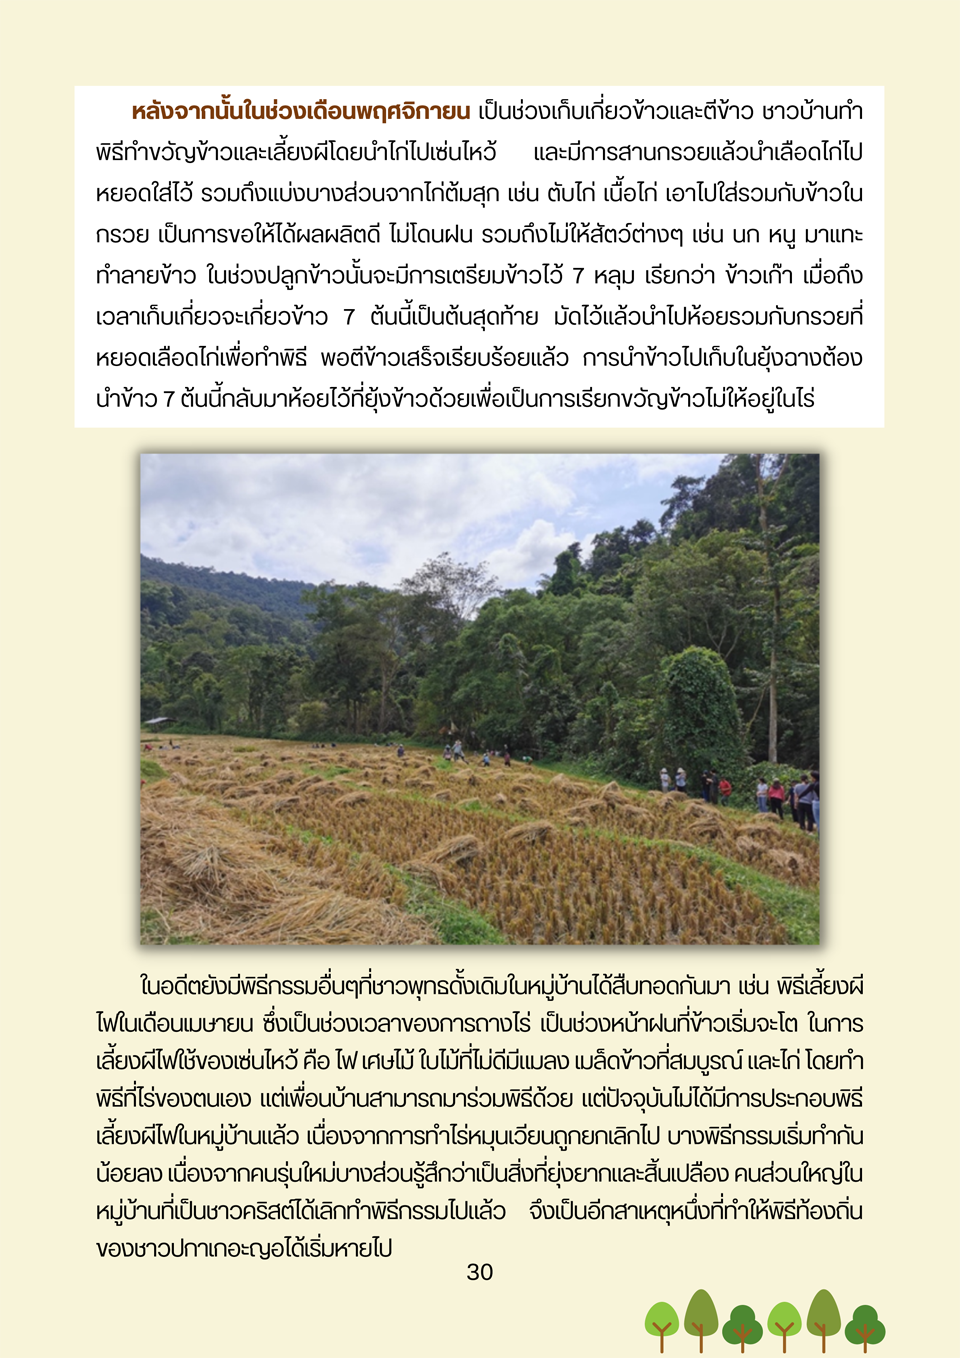 หลังจากนั้นในช่วงเดือนพฤศจิกายน เป็นช่วงเก็บเกี่ยวข้าวและตีข้าว ชาวบ้านทำ
พิธีทำขวัญข้าวและเลี้ยงผีโดยนำไก่ไปเซ่นไหว้ และมีการสานกรวยแล้วนำเลือดไก่ไป
หยอดใส่ไว้ รวมถึงแบ่งบางส่วนจากไก่ต้มสุก เช่น ตับไก่ เนื้อไก่ เอาไปใส่รวมกับข้าวใน
กรวย เป็นการขอให้ได้ผลผลิตดี ไม่โดนฝน รวมถึงไม่ให้สัตว์ต่างๆ เช่น นก หนู มาแทะ
ทำลายข้าว ในช่วงปลูกข้าวนั้นจะมีการเตรียมข้าวไว้ 7 หลุม เรียกว่า ข้าวเก๊า เมื่อถึง
เวลาเก็บเกี่ยวจะเกี่ยวข้าว 7 ต้นนี้เป็นต้นสุดท้าย มัดไว้แล้วนำไปห้อยรวมกับกรวยที่
หยอดเลือดไก่เพื่อทำพิธี พอตีข้าวเสร็จเรียบร้อยแล้ว การนำข้าวไปเก็บในยุ้งฉางต้อง
นำข้าว 7 ต้นนี้กลับมาห้อยไว้ที่ยุ้งข้าวด้วยเพื่อเป็นการเรียกขวัญข้าวไม่ให้อยู่ในไร่
ในอดีตยังมีพิธีกรรมอื่นๆที่ชาวพุทธดั้งเดิมในหมู่บ้านได้สืบทอดกันมา เช่น พิธีเลี้ยงผี
ไฟในเดือนเมษายน ซึ่งเป็นช่วงเวลาของการถางไร่ เป็นช่วงหน้าฝนที่ข้าวเริ่มจะโต ในการ
เลี้ยงผีไฟใช้ของเซ่นไหว้ คือ ไฟ เศษไม้ ใบไม้ที่ไม่ดีมีแมลง เมล็ดข้าวที่สมบูรณ์ และไก่ โดยทำ
พิธีที่ไร่ของตนเอง แต่เพื่อนบ้านสามารถมาร่วมพิธีด้วย แต่ปัจจุบันไม่ได้มีการประกอบพิธี
เลี้ยงผีไฟในหมู่บ้านแล้ว เนื่องจากการทำไร่หมุนเวียนถูกยกเลิกไป บางพิธีกรรมเริ่มทำกัน
น้อยลง เนื่องจากคนรุ่นใหม่บางส่วนรู้สึกว่าเป็นสิ่งที่ยุ่งยากและสิ้นเปลือง คนส่วนใหญ่ใน
หมู่บ้านที่เป็นชาวคริสต์ได้เลิกทำพิธีกรรมไปแล้ว จึงเป็นอีกสาเหตุหนึ่งที่ทำให้พิธีท้องถิ่น
ของชาวปกาเกอะญอได้เริ่มหายไป
30